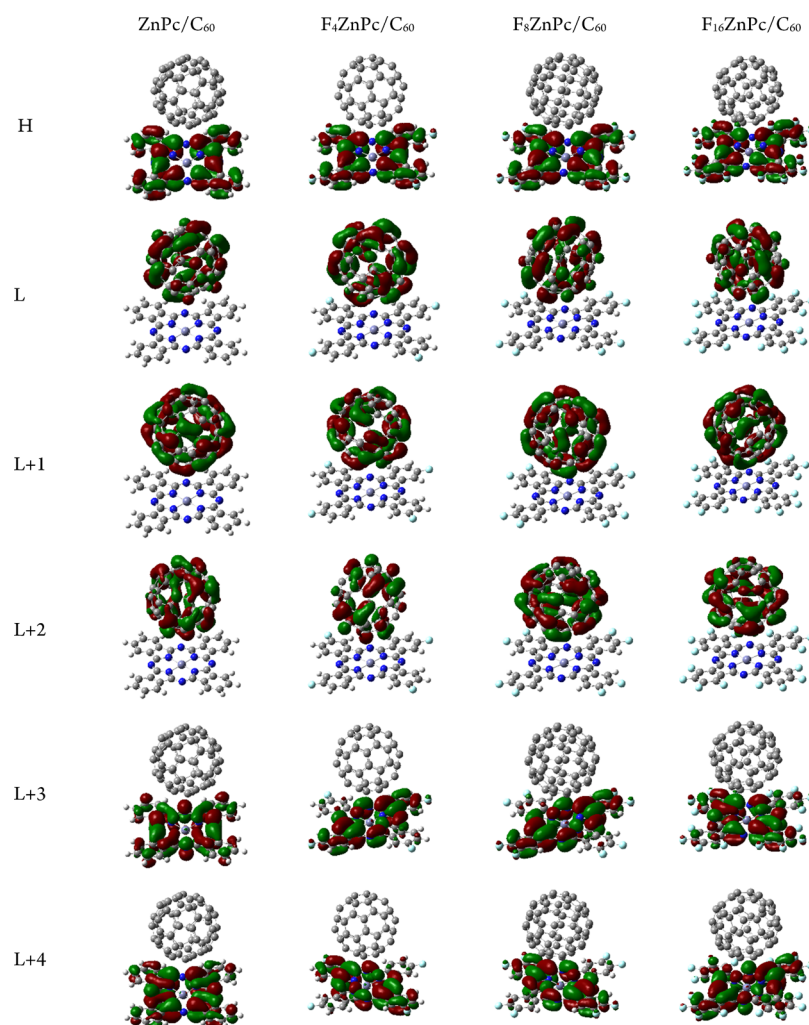 ZnPc/C₆₀ F₄ZnPc/C₆₀ F₈ZnPc/C₆₀ F₁₆ZnPc/C₆₀
H
L
L+1
L+2
L+3
L+4